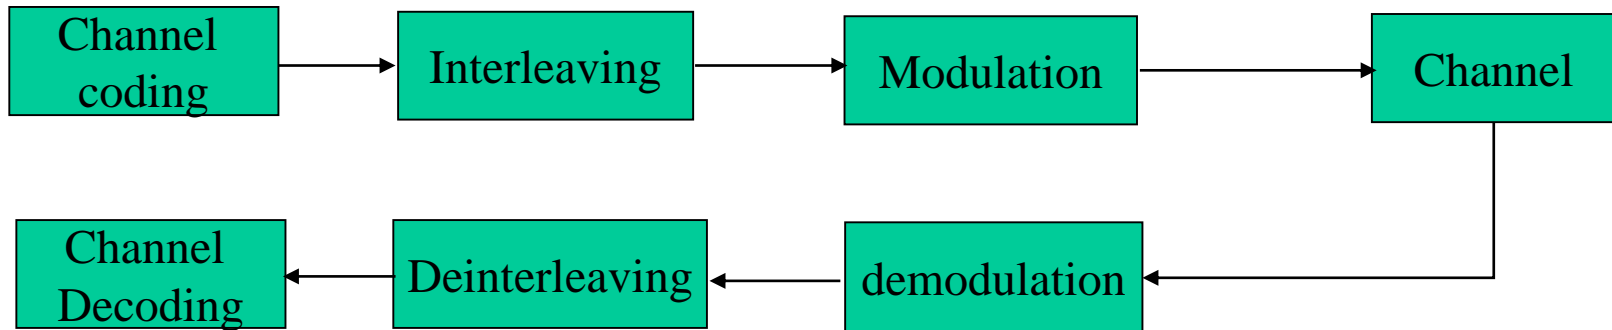 Channel
coding
Interleaving
Modulation
Channel
Channel
Decoding
Deinterleaving
demodulation